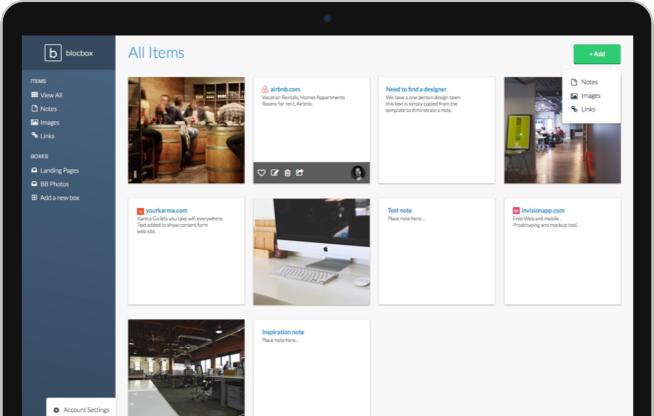 b blocbox
All Items
+ Add
ITEMS
View All
Notes
Images
Links
BOXES
Landing Pages
BB Photos
Add a new box
Account Settings
Notes
Images
Links
airbnb.com
Vacation Rentals, Homes Appartments
Rooms for rent, Airbnb
Need to find a designer
We have a one person design team
this text is simply copied from the
template to diminstrate a note.
yourkarma.com
Karma Go lets you take wifi everywhere
Text added to show content form
web site.
Test note
Place note here...
invisionapp.com
Free Web and mobile
Prodotyping and mockup tool.
Inspiration note
Place note here...